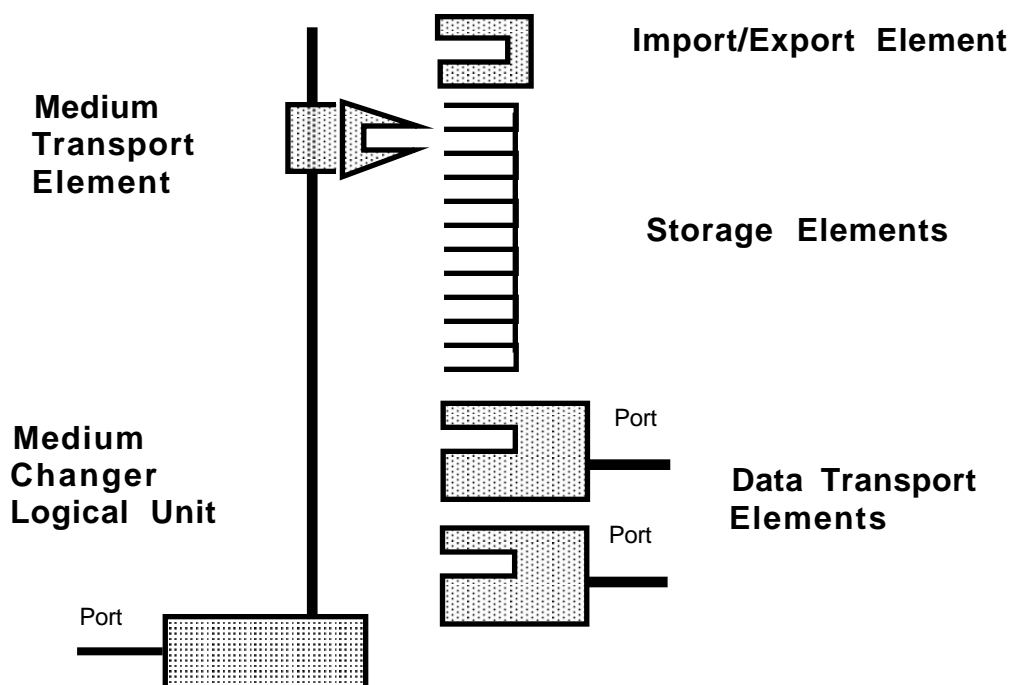 Import/Export Element
Medium
Transport
Element
Storage Elements
Port
Medium
Changer
Logical Unit
Data Transport
Elements
Port
Port